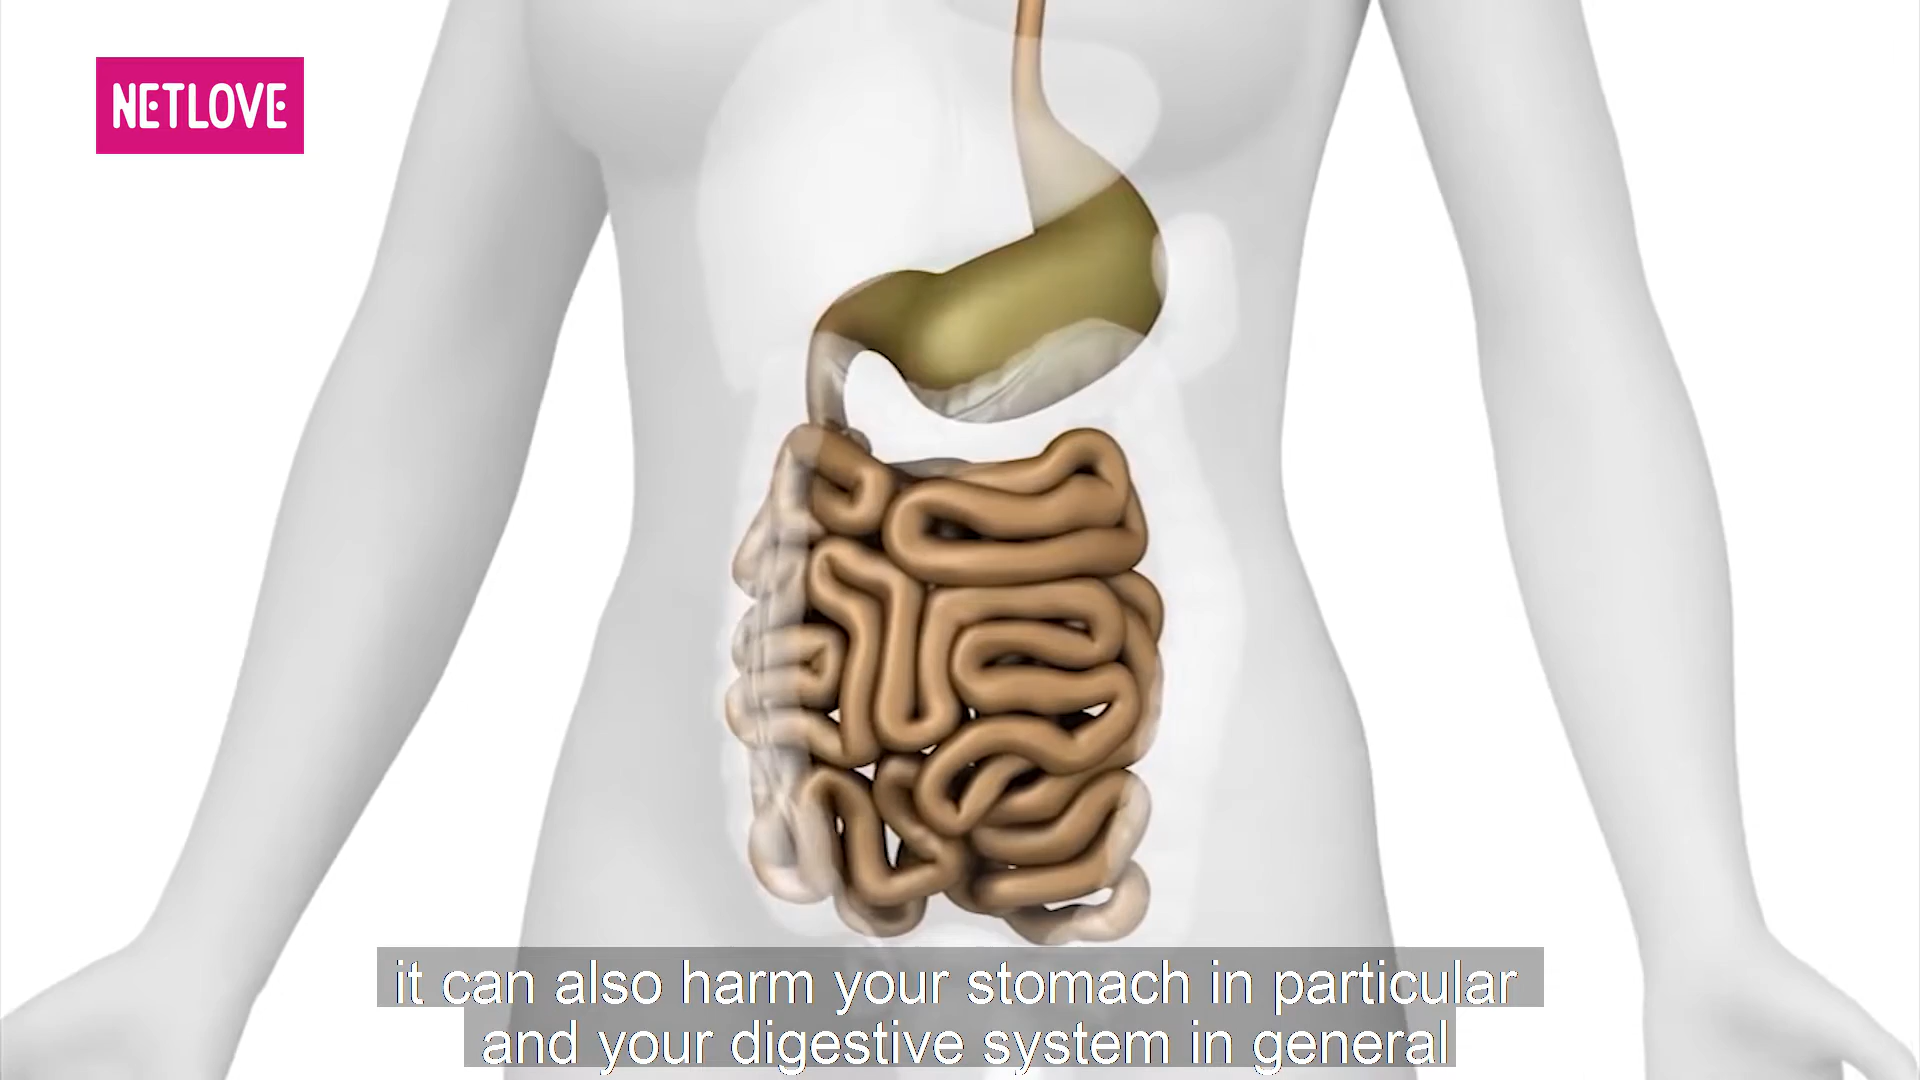 NETLOVE
it can also harm your stomach in particular
and your digestive system in general